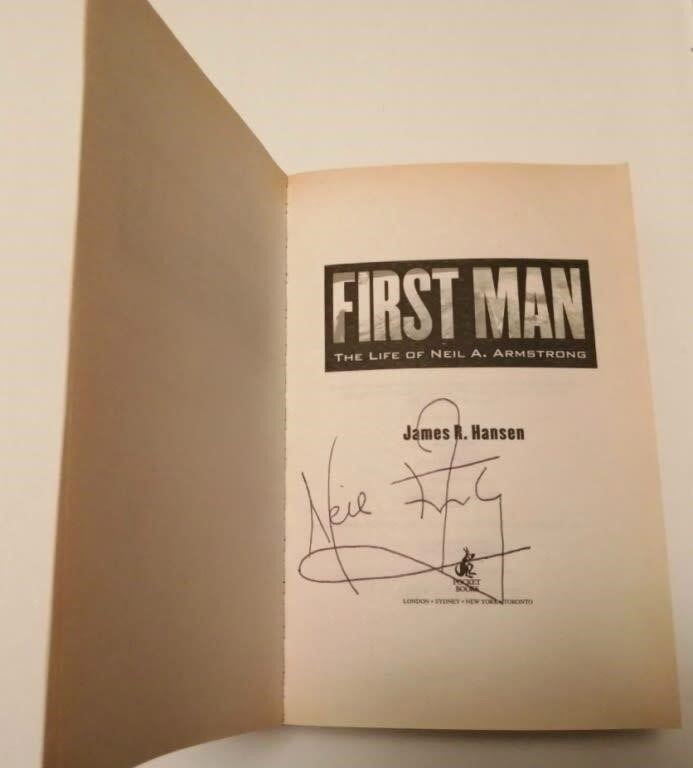 FIRST MAN
THE LIFE OF NEIL A. ARMSTRONG
James R. Hansen
Neil
POCKET
BOOKS
LONDON • SYDNEY • NEW YORK • TORONTO